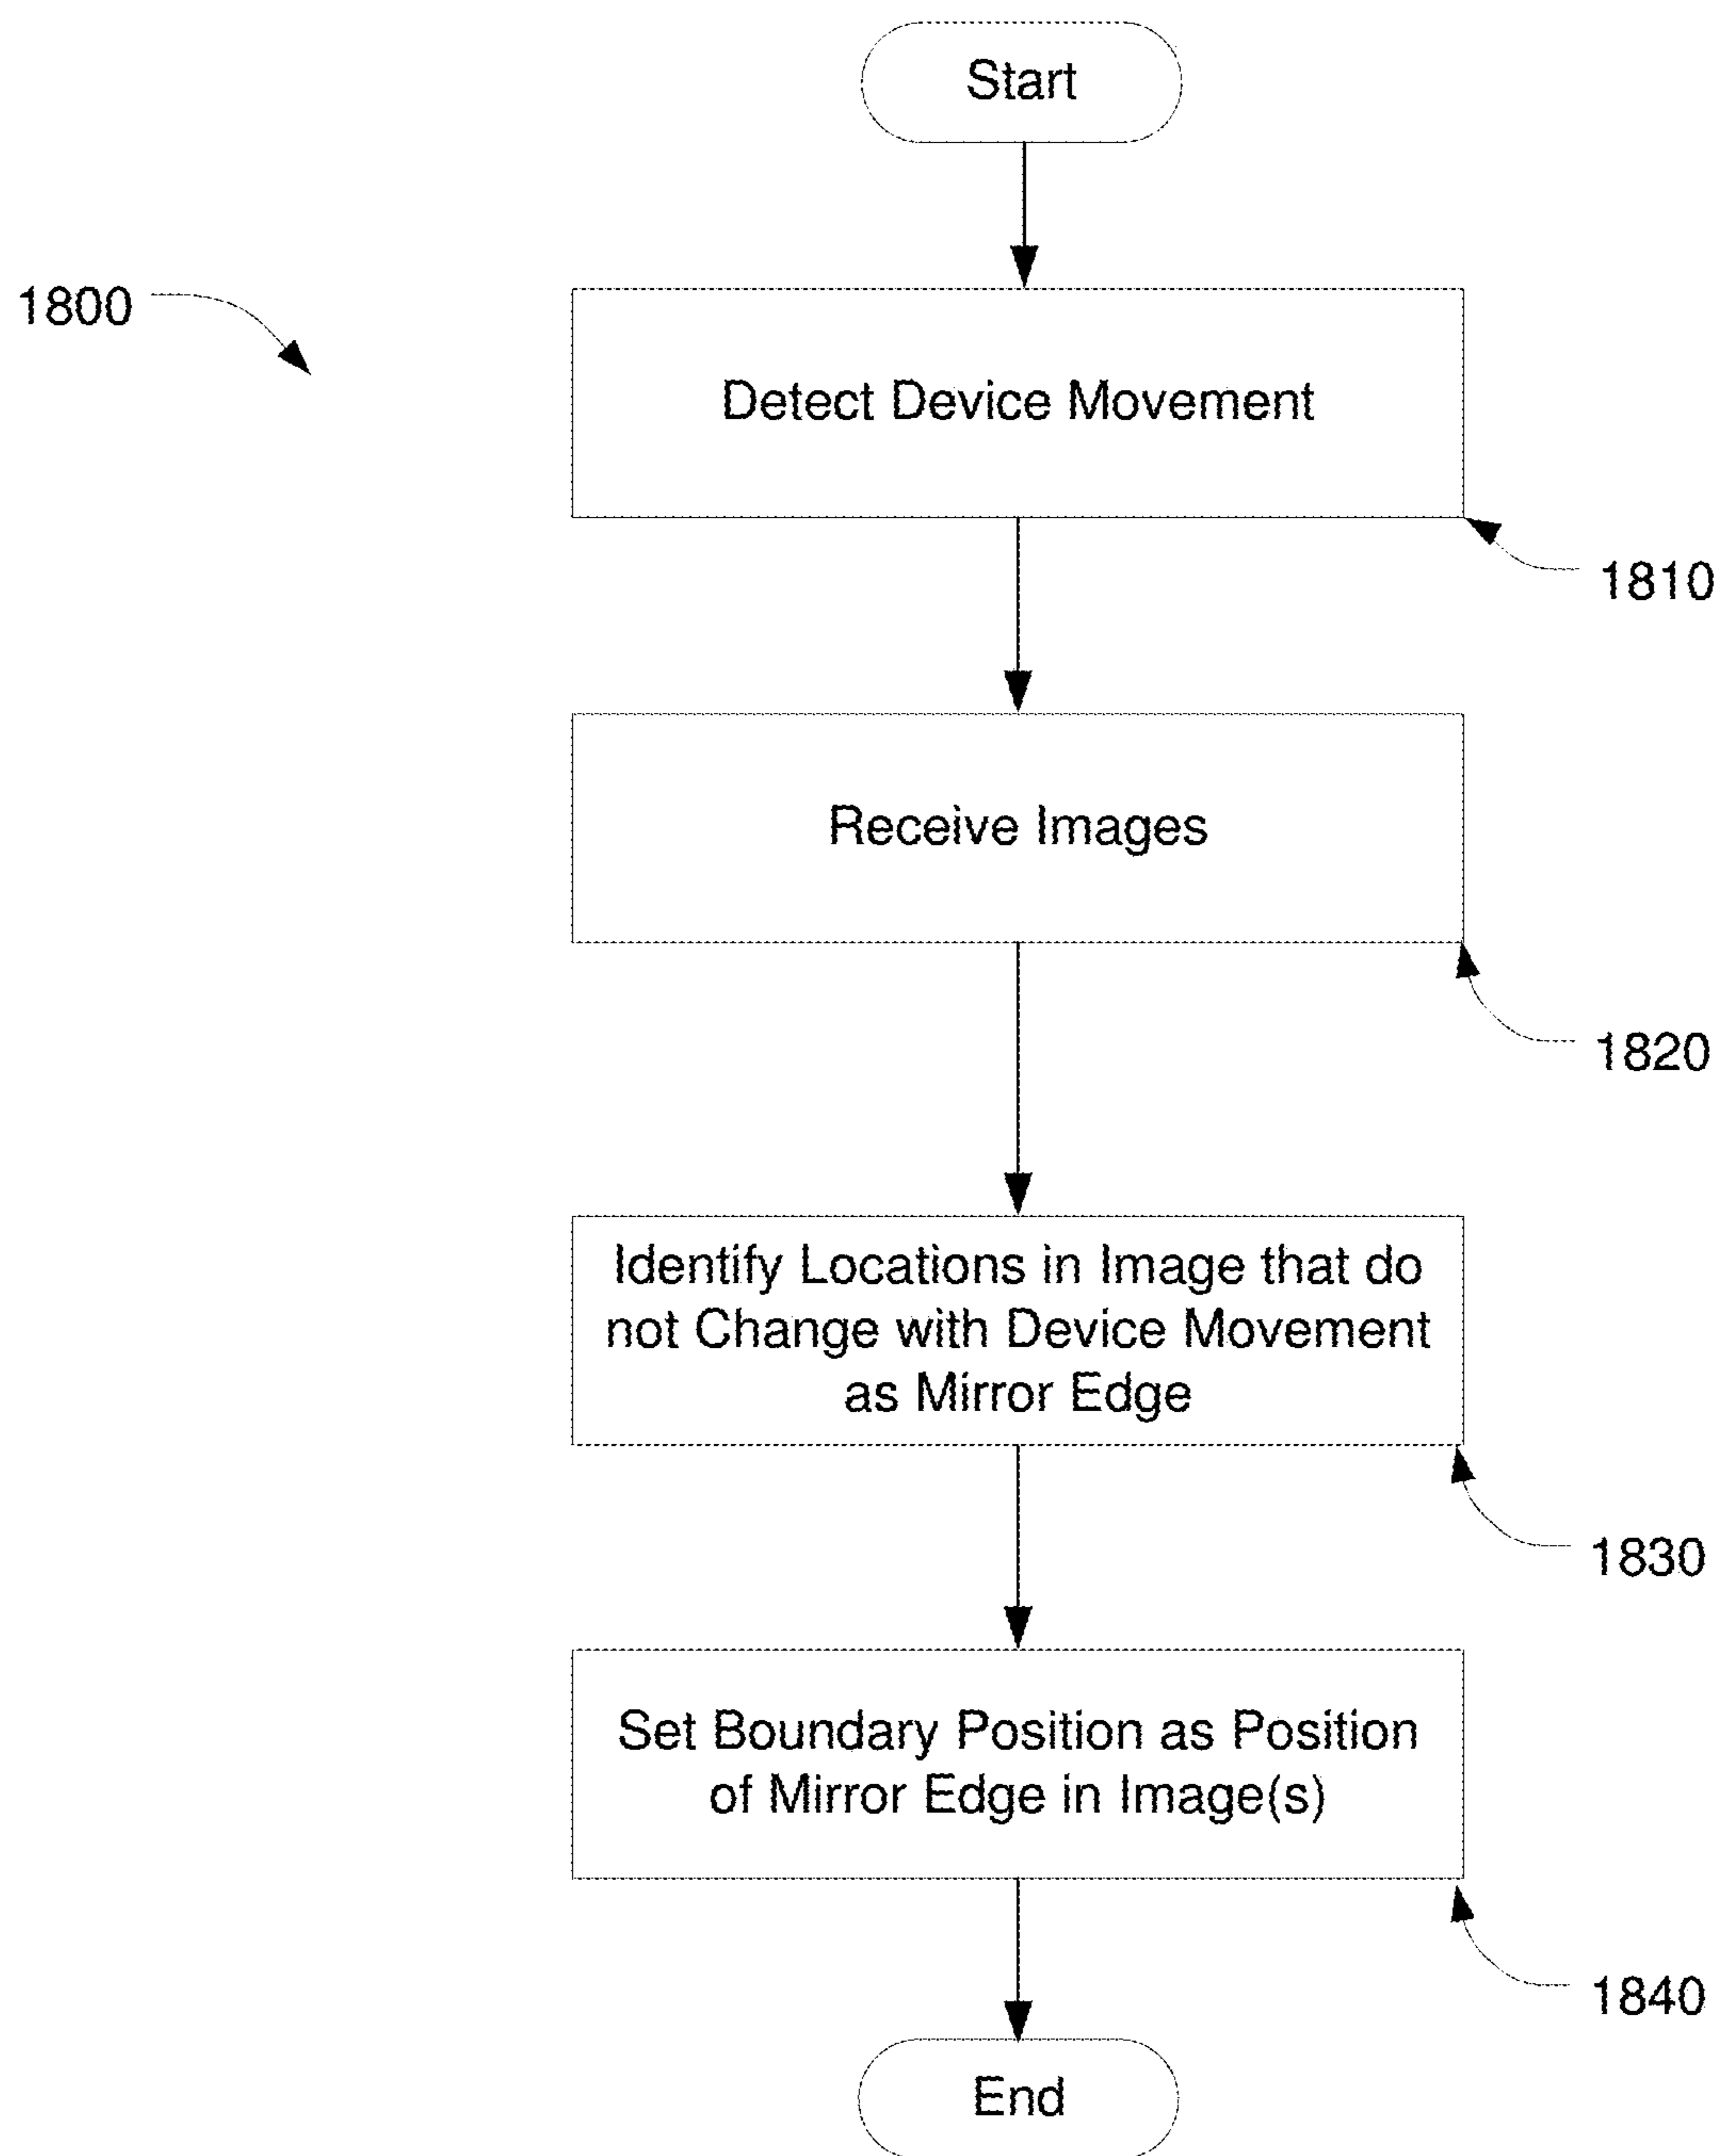 Start
1800
Detect Device Movement
1810
Receive Images
1820
Identify Locations in Image that do
not Change with Device Movement
as Mirror Edge
1830
Set Boundary Position as Position
of Mirror Edge in Image(s)
1840
End